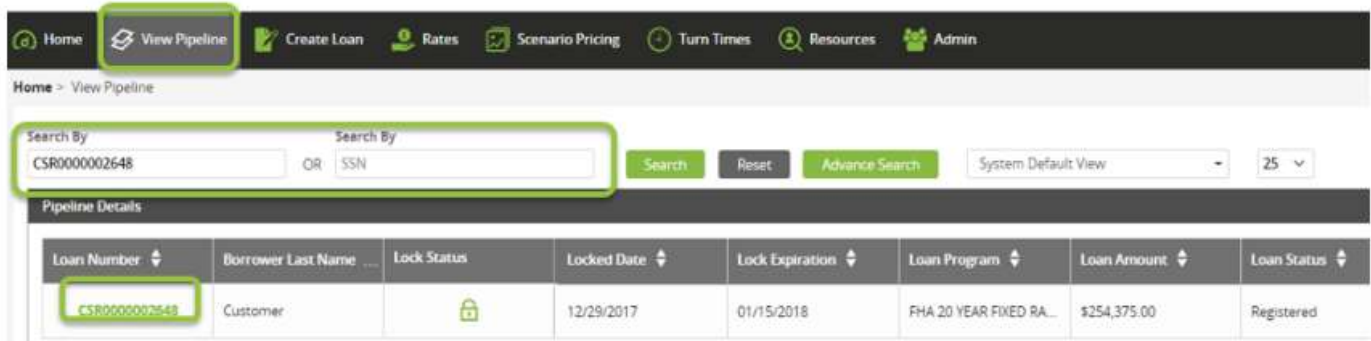 Home View Pipeline Create Loan Rates Scenario Pricing Turn Times Resources Admin
Home > View Pipeline
Search By Search By
CSR0000002648 OR SSN Search Reset Advance Search System Default View 25
Pipeline Details
Loan Number Borrower Last Name ... Lock Status Locked Date Lock Expiration Loan Program Loan Amount Loan Status
CSR0000002648 Customer 12/29/2017 01/15/2018 FHA 20 YEAR FIXED RA... $254,375.00 Registered